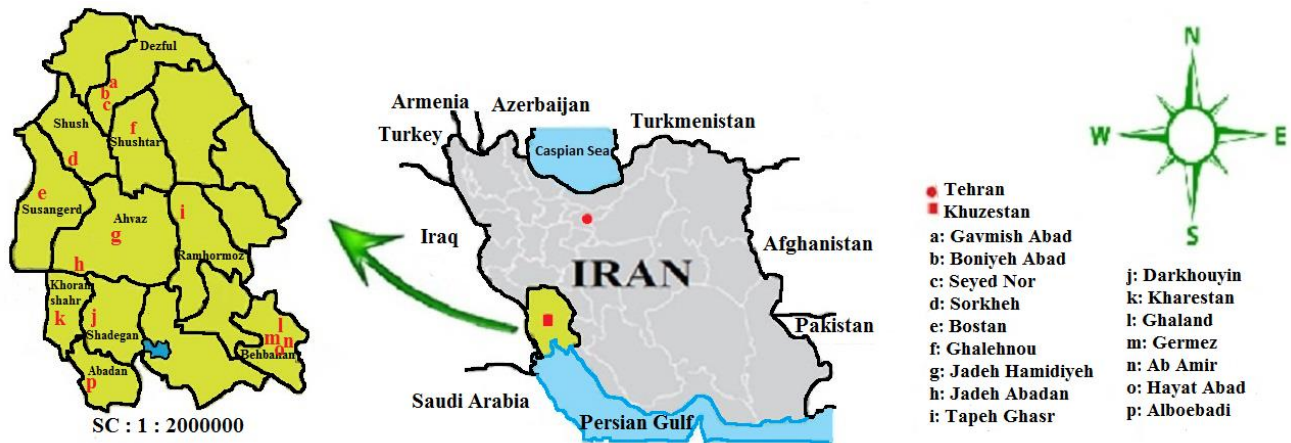 Dezful
a
b
c
Shush
f
Shushtar
d
e
Susangerd
Ahvaz
g
i
h
Ramhormoz
Khoram
shahr
k
j
Shadegan
l
m n
o
Behbahan
Abadan
p
SC : 1 : 2000000
Armenia
Azerbaijan
Turkey
Turkmenistan
Caspian Sea
Iraq
IRAN
Afghanistan
Pakistan
Saudi Arabia
Persian Gulf
N
W
E
S
Tehran
Khuzestan
a: Gavmish Abad
b: Boniyeh Abad
c: Seyed Nor
d: Sorkheh
e: Bostan
f: Ghalehnou
g: Jadeh Hamidiyeh
h: Jadeh Abadan
i: Tapeh Ghasr
j: Darkhouyin
k: Kharestan
l: Ghaland
m: Germez
n: Ab Amir
o: Hayat Abad
p: Alboebadi